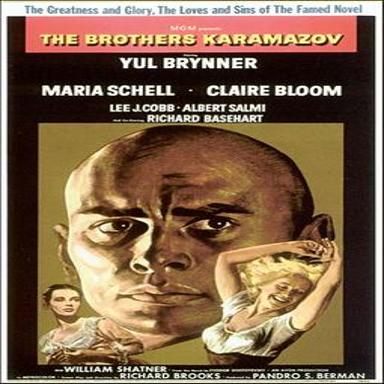 The Greatness and Glory, The Loves and Sins of The Famed Novel
MGM presents
THE BROTHERS KARAMAZOV
starring
YUL BRYNNER
MARIA SCHELL · CLAIRE BLOOM
LEE J. COBB · ALBERT SALMI
RICHARD BASEHART
WILLIAM SHATNER
RICHARD BROOKS
PANDRO S. BERMAN